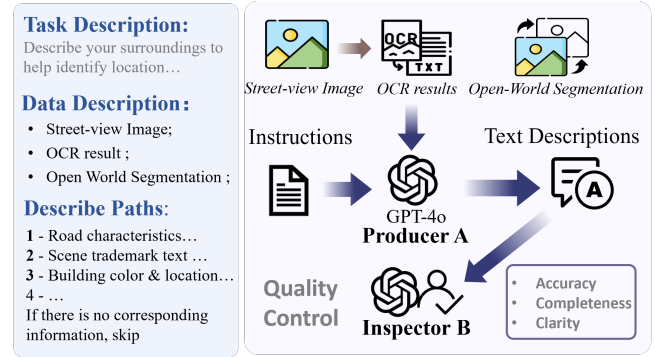 Task Description:
Describe your surroundings to
help identify location…
Data Description：
• Street-view Image;
• OCR result ;
• Open World Segmentation ;
Describe Paths:
1 - Road characteristics…
2 - Scene trademark text …
3 - Building color & location…
4 - …
If there is no corresponding
information, skip
OCR
TXT
Street-view Image
OCR results
Open-World Segmentation
Instructions
Text Descriptions
A
GPT-4o
Producer A
Quality
Control
Inspector B
• Accuracy
• Completeness
• Clarity